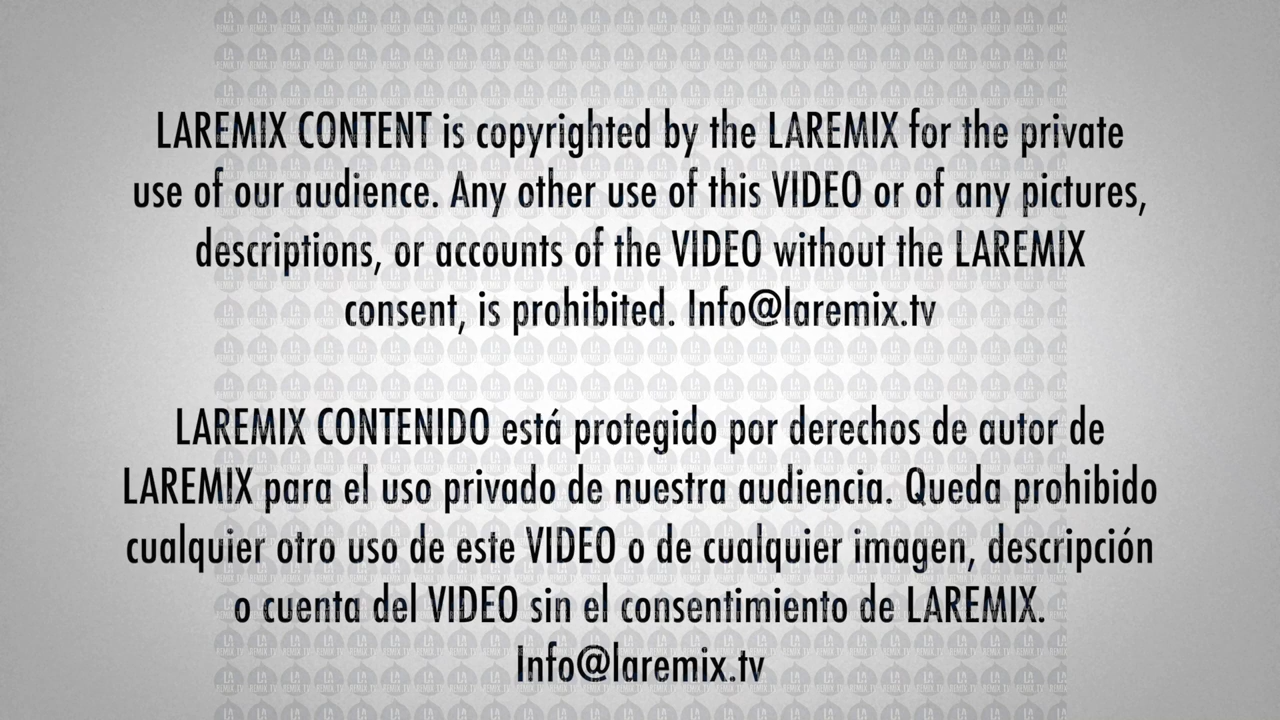 LAREMIX CONTENT is copyrighted by the LAREMIX for the private
use of our audience. Any other use of this VIDEO or of any pictures,
descriptions, or accounts of the VIDEO without the LAREMIX
consent, is prohibited. Info@laremix.tv
LAREMIX CONTENIDO está protegido por derechos de autor de
LAREMIX para el uso privado de nuestra audiencia. Queda prohibido
cualquier otro uso de este VIDEO o de cualquier imagen, descripción
o cuenta del VIDEO sin el consentimiento de LAREMIX.
Info@laremix.tv